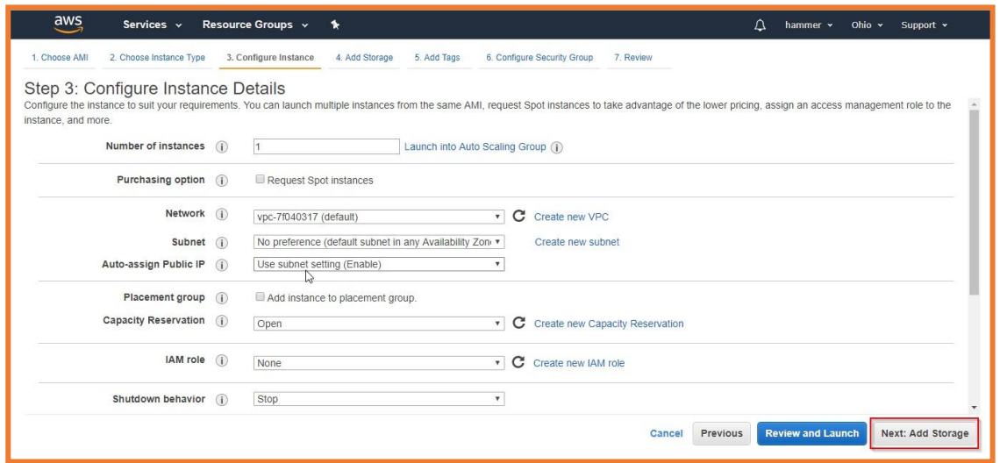 aws Services Resource Groups hammer Ohio Support
1. Choose AMI 2. Choose Instance Type 3. Configure Instance 4. Add Storage 5. Add Tags 6. Configure Security Group 7. Review
Step 3: Configure Instance Details
Configure the instance to suit your requirements. You can launch multiple instances from the same AMI, request Spot instances to take advantage of the lower pricing, assign an access management role to the
instance, and more.
Number of instances i 1 Launch into Auto Scaling Group i
Purchasing option i Request Spot instances
Network i vpc-7f040317 (default) Create new VPC
Subnet i No preference (default subnet in any Availability Zon Create new subnet
Auto-assign Public IP i Use subnet setting (Enable)
Placement group i Add instance to placement group.
Capacity Reservation i Open Create new Capacity Reservation
IAM role i None Create new IAM role
Shutdown behavior i Stop
Cancel Previous Review and Launch Next: Add Storage